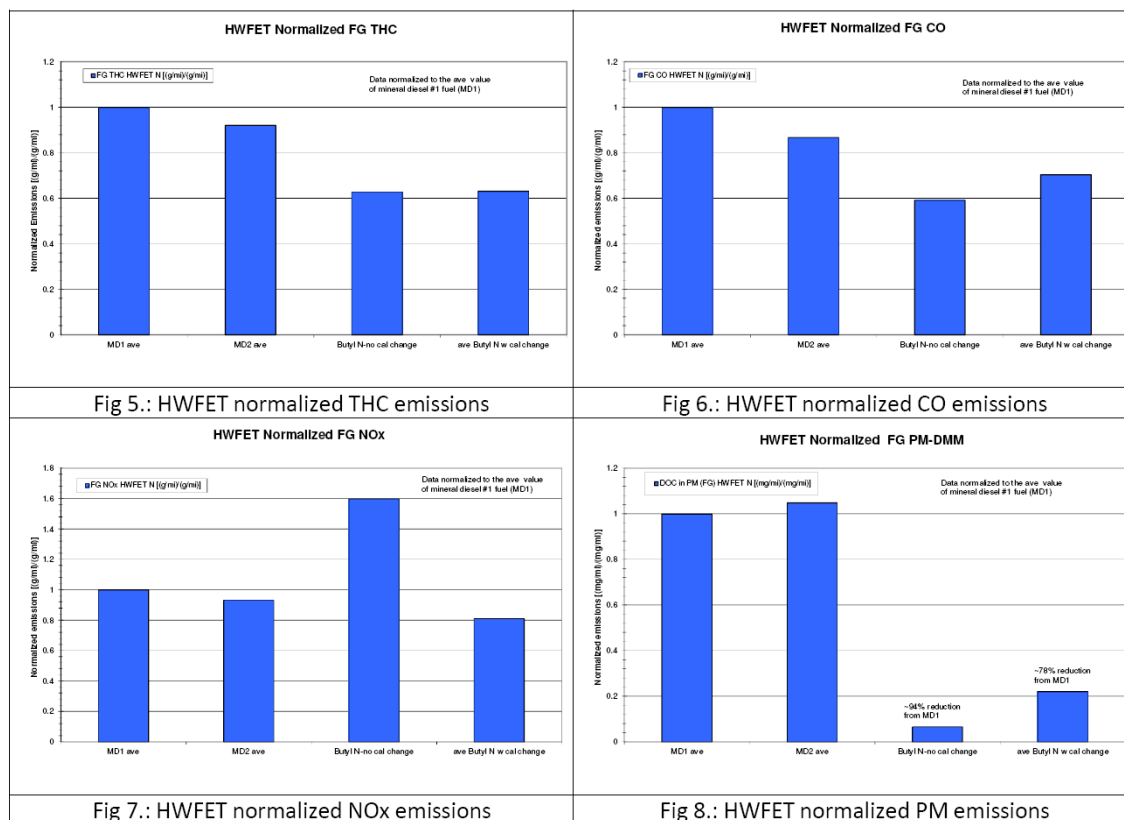 HWFET Normalized FG THC
1.2
FG THC HWFET N [(g/mi)/(g/mi)]
Data normalized to the ave value
of mineral diesel #1 fuel (MD1)
1
0.8
0.6
0.4
0.2
0
Normalized Emissions [(g/mi)/(g/mi)]
MD1 ave
MD2 ave
Butyl N-no cal change
ave Butyl N w cal change
Fig 5.: HWFET normalized THC emissions
HWFET Normalized FG CO
1.2
FG CO HWFET N [(g/mi)/(g/mi)]
Data normalized to the ave value
of mineral diesel #1 fuel (MD1)
1
0.8
0.6
0.4
0.2
0
Normalized emissions [(g/mi)/(g/mi)]
MD1 ave
MD2 ave
Butyl N-no cal change
ave Butyl N w cal change
Fig 6.: HWFET normalized CO emissions
HWFET Normalized FG NOx
1.8
FG NOx HWFET N [(g/mi)/(g/mi)]
Data normalized to the ave value
of mineral diesel #1 fuel (MD1)
1.6
1.4
1.2
1
0.8
0.6
0.4
0.2
0
Normalized emissions [(g/mi)/(g/mi)]
MD1 ave
MD2 ave
Butyl N-no cal change
ave Butyl N w cal change
Fig 7.: HWFET normalized NOx emissions
HWFET Normalized FG PM-DMM
1.2
DOC in PM (FG) HWFET N [(mg/mi)/(mg/mi)]
Data normalized to the ave value
of mineral diesel #1 fuel (MD1)
1
0.8
0.6
0.4
0.2
0
Normalized emissions [(mg/mi)/(mg/mi)]
~94% reduction
from MD1
~78% reduction
from MD1
MD1 ave
MD2 ave
Butyl N-no cal change
ave Butyl N w cal change
Fig 8.: HWFET normalized PM emissions